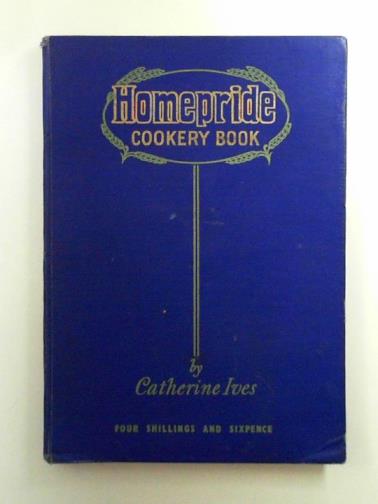 Homepride
COOKERY BOOK
by
Catherine Ives
FOUR SHILLINGS AND SIXPENCE